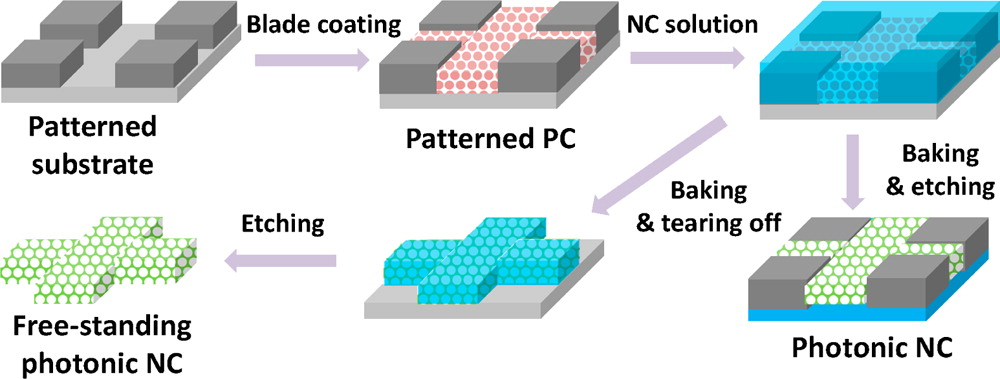 Blade coating
NC solution
Patterned
substrate
Patterned PC
Baking
& etching
Baking
& tearing off
Etching
Free-standing
photonic NC
Photonic NC